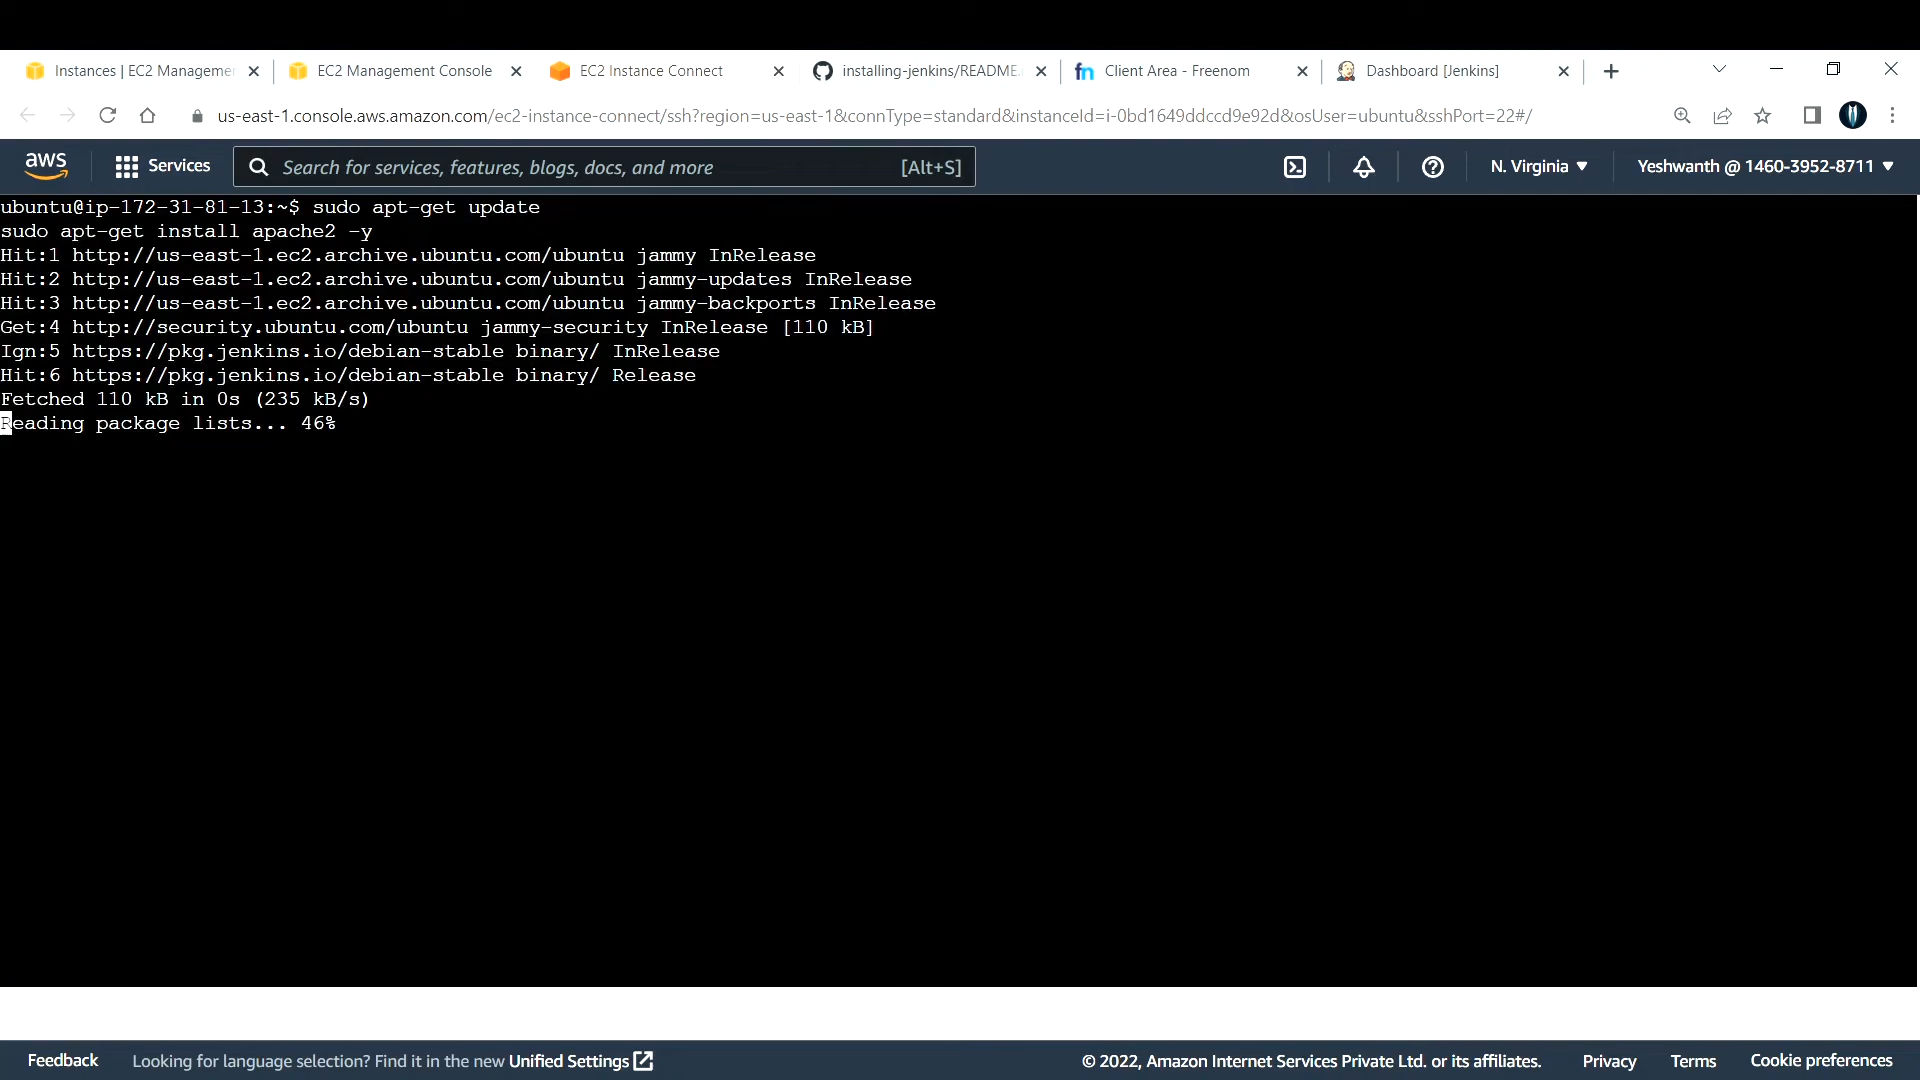 Instances | EC2 Manageme
EC2 Management Console
EC2 Instance Connect
installing-jenkins/README.
fn Client Area - Freenom
Dashboard [Jenkins]
us-east-1.console.aws.amazon.com/ec2-instance-connect/ssh?region=us-east-1&connType=standard&instanceId=i-0bd1649ddccd9e92d&osUser=ubuntu&sshPort=22#/
aws Services Search for services, features, blogs, docs, and more [Alt+S] N. Virginia Yeshwanth @ 1460-3952-8711
ubuntu@ip-172-31-81-13:~$ sudo apt-get update
sudo apt-get install apache2 -y
Hit:1 http://us-east-1.ec2.archive.ubuntu.com/ubuntu jammy InRelease
Hit:2 http://us-east-1.ec2.archive.ubuntu.com/ubuntu jammy-updates InRelease
Hit:3 http://us-east-1.ec2.archive.ubuntu.com/ubuntu jammy-backports InRelease
Get:4 http://security.ubuntu.com/ubuntu jammy-security InRelease [110 kB]
Ign:5 https://pkg.jenkins.io/debian-stable binary/ InRelease
Hit:6 https://pkg.jenkins.io/debian-stable binary/ Release
Fetched 110 kB in 0s (235 kB/s)
Reading package lists... 46%
Feedback Looking for language selection? Find it in the new Unified Settings © 2022, Amazon Internet Services Private Ltd. or its affiliates. Privacy Terms Cookie preferences